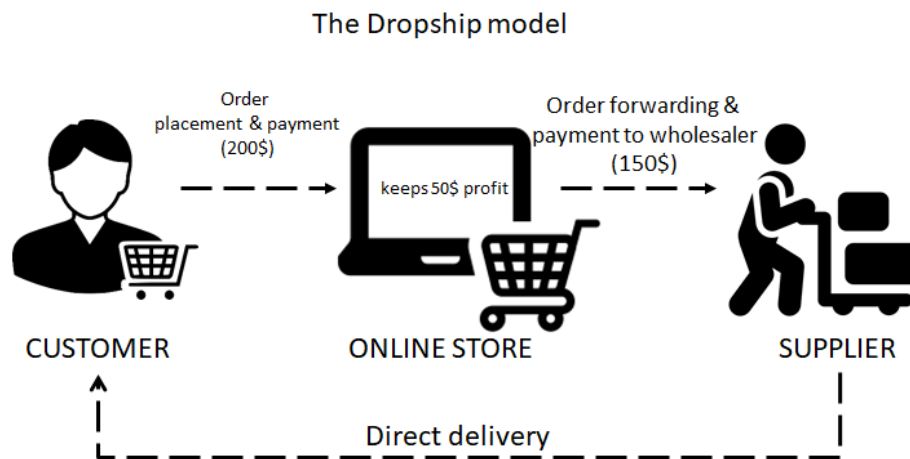 The Dropship model
Order
placement & payment
(200$)
Order forwarding &
payment to wholesaler
(150$)
keeps 50$ profit
CUSTOMER
ONLINE STORE
SUPPLIER
Direct delivery